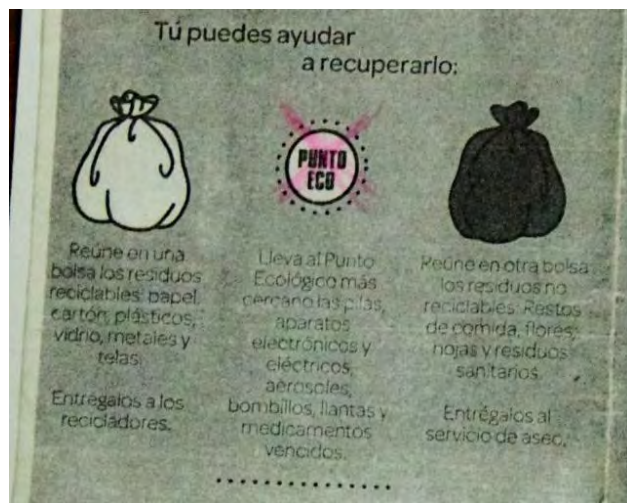 Tú puedes ayudar
a recuperarlo:
Reúne en una
bolsa los residuos
reciclables: papel,
cartón, plásticos,
vidrio, metales y
telas.
Entrégalos a los
recicladores.
PUNTO
ECO
Lleva al Punto
Ecológico más
cercano las pilas,
aparatos
electrónicos y
eléctricos,
aerosoles,
bombillos, llantas y
medicamentos
vencidos.
Reúne en otra bolsa
los residuos no
reciclables: Restos
de comida, flores,
hojas y residuos
sanitarios.
Entrégalos al
servicio de aseo.